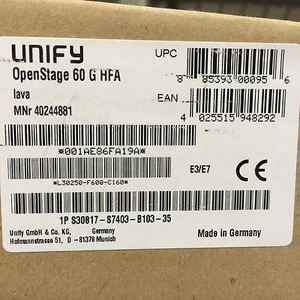 UNIFY
UPC
OpenStage 60 G HFA
8 85393 00095 6
lava
EAN
MNr 40244881
4 025515 948292
*001AE86FA19A*
E3/E7
CE
*L30250-F600-C160*
1P S30817-S7403-B103-35
Unify GmbH & Co. KG, Germany
Hofmannstrasse 51, D - 81379 Munich
Made in Germany